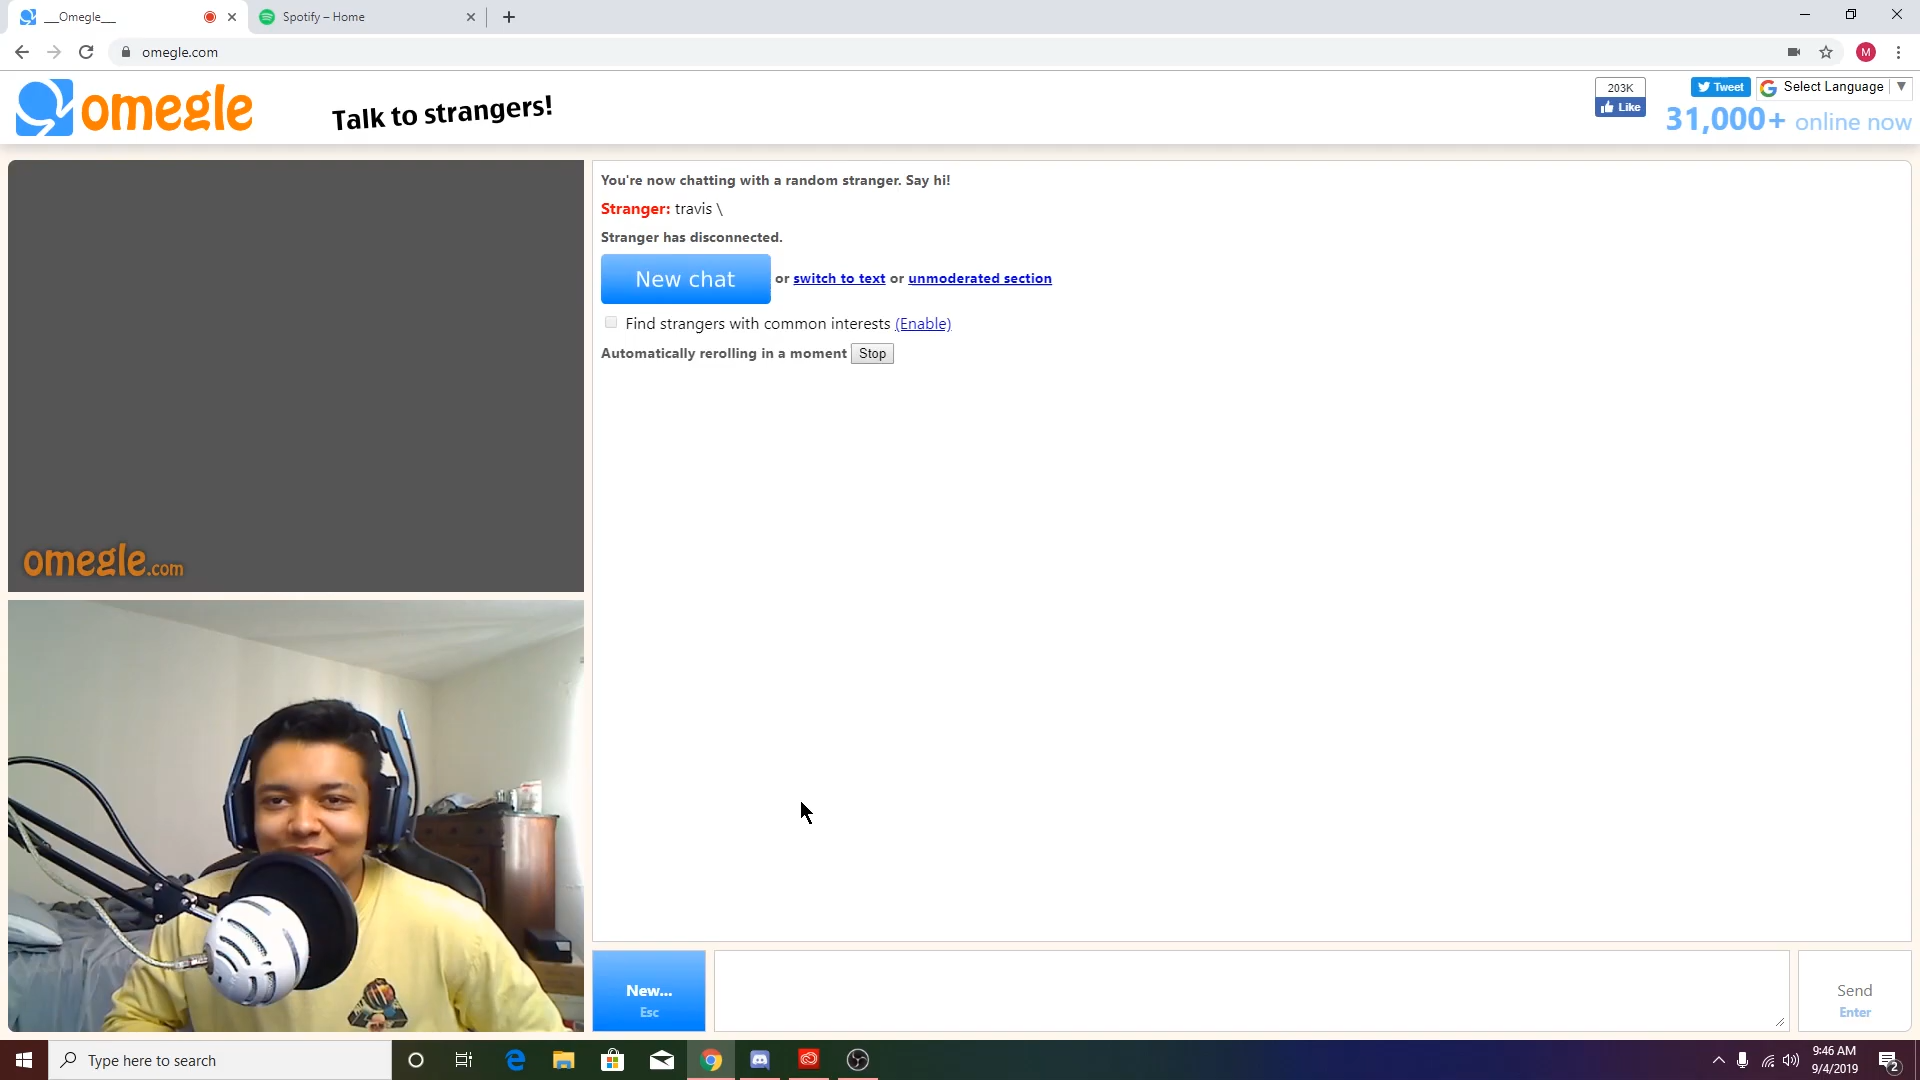 ___Omegle___
Spotify – Home
omegle.com
M
omegle
Talk to strangers!
203K
Like
Tweet
Select Language
31,000+ online now
You're now chatting with a random stranger. Say hi!
Stranger: travis \
Stranger has disconnected.
New chat or switch to text or unmoderated section
Find strangers with common interests (Enable)
Automatically rerolling in a moment Stop
omegle.com
New...
Esc
Send
Enter
Type here to search
9:46 AM
9/4/2019
2